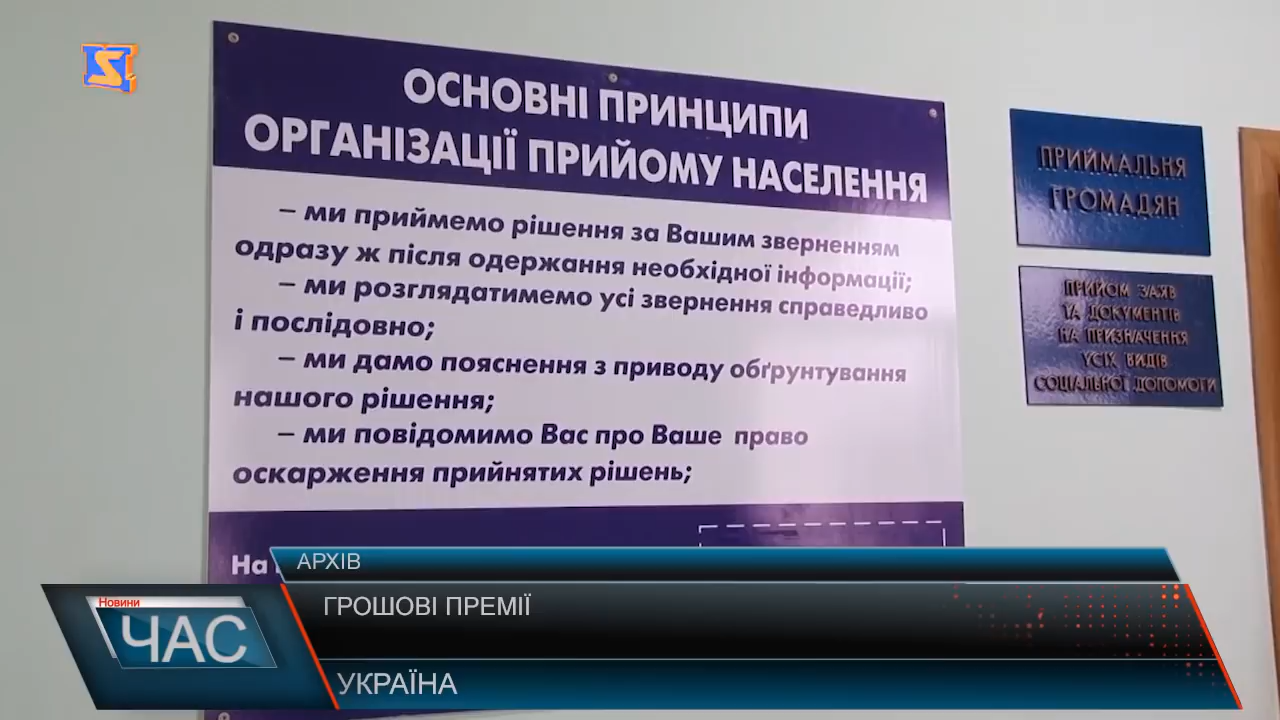 ОСНОВНІ ПРИНЦИПИ
ОРГАНІЗАЦІЇ ПРИЙОМУ НАСЕЛЕННЯ
– ми приймемо рішення за Вашим зверненням
одразу ж після одержання необхідної інформації;
– ми розглядатимемо усі звернення справедливо
і послідовно;
– ми дамо пояснення з приводу обґрунтування
нашого рішення;
– ми повідомимо Вас про Ваше право
оскарження прийнятих рішень;
На
ПРИЙМАЛЬНЯ
ГРОМАДЯН
ПРИЙОМ ЗАЯВ
ТА ДОКУМЕНТІВ
НА ПРИЗНАЧЕННЯ
УСІХ ВИДІВ
СОЦІАЛЬНОЇ ДОПОМОГИ
АРХІВ
Новини
ЧАС
ГРОШОВІ ПРЕМІЇ
УКРАЇНА